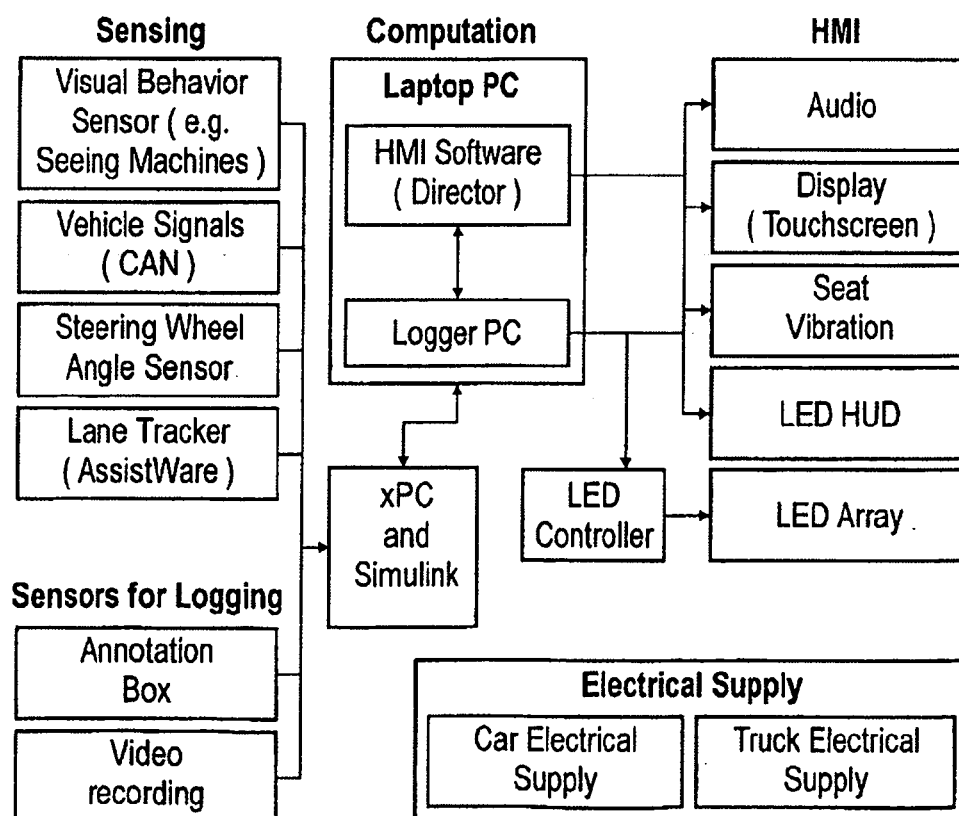 Sensing
Visual Behavior
Sensor ( e.g.
Seeing Machines )
Vehicle Signals
( CAN )
Steering Wheel
Angle Sensor
Lane Tracker
( AssistWare )
Sensors for Logging
Annotation
Box
Video
recording
Computation
Laptop PC
HMI Software
( Director )
Logger PC
xPC
and
Simulink
LED
Controller
HMI
Audio
Display
( Touchscreen )
Seat
Vibration
LED HUD
LED Array
Electrical Supply
Car Electrical
Supply
Truck Electrical
Supply